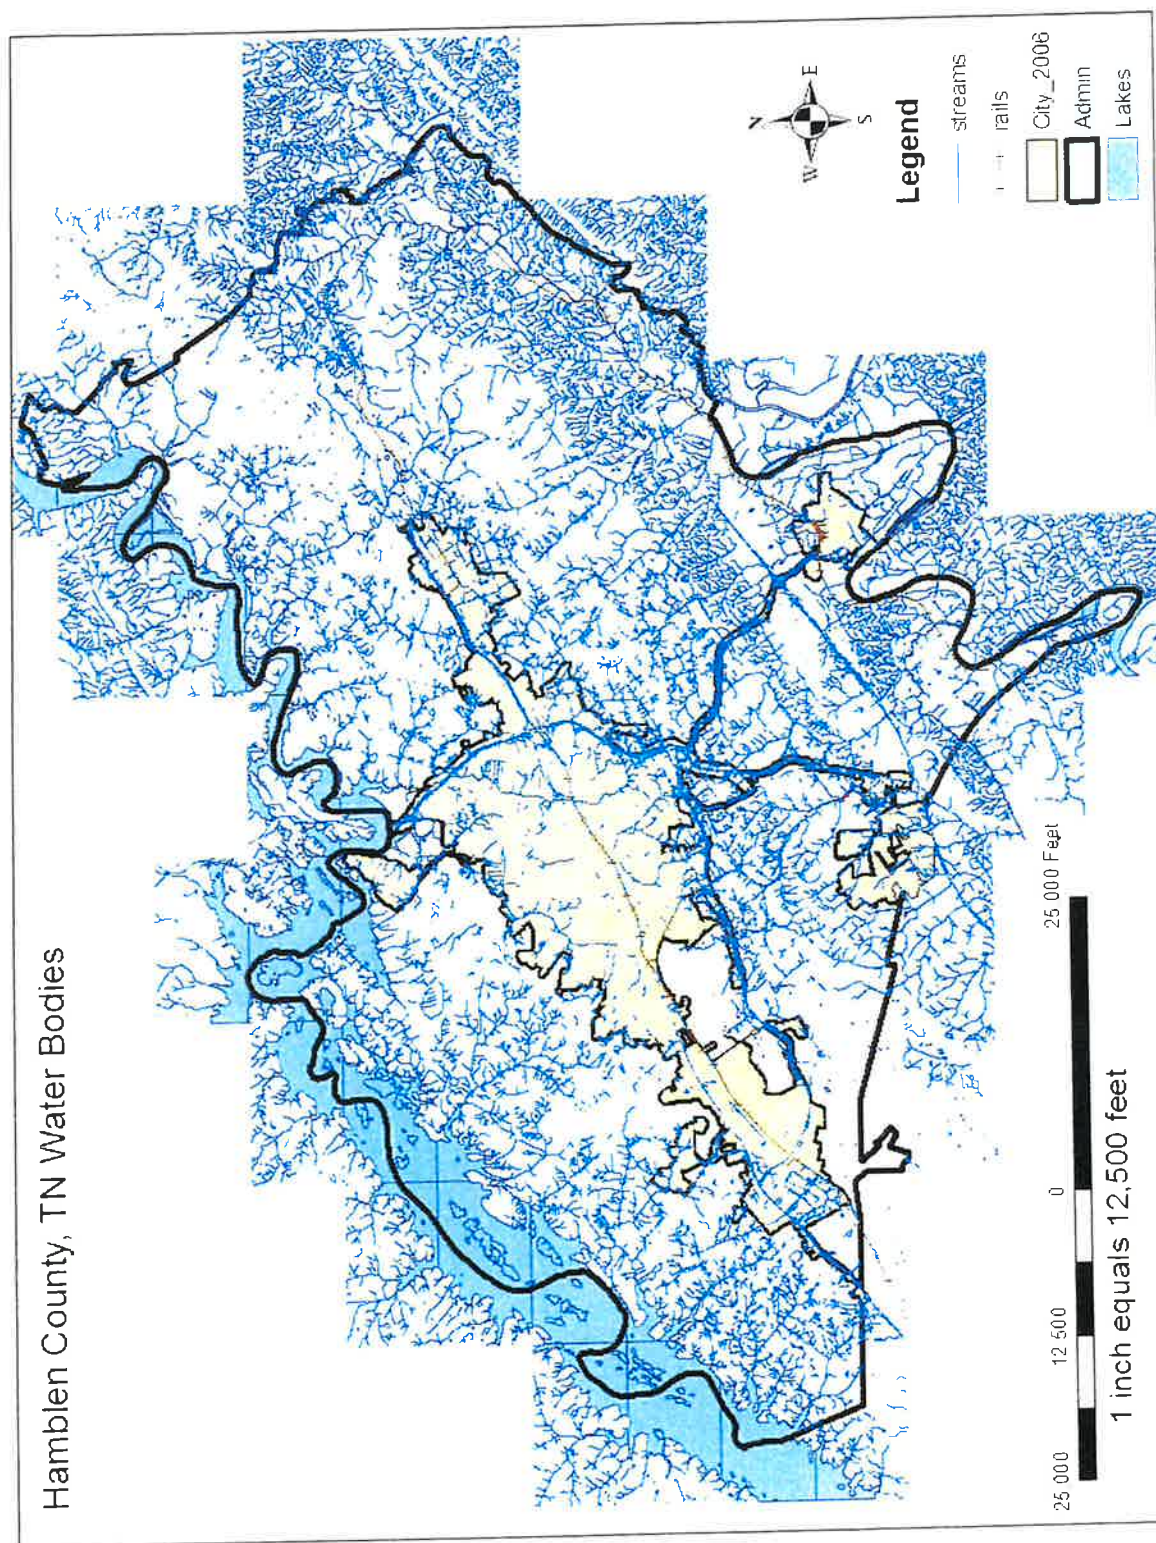 Hamblen County, TN Water Bodies
N
W
E
S
Legend
streams
rails
City_2006
Admin
Lakes
25 000
12 500
0
25 000 Feet
1 inch equals 12,500 feet